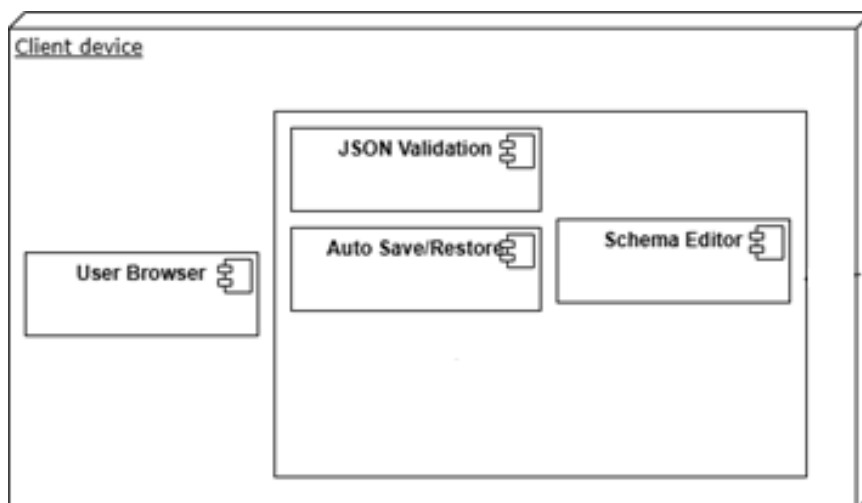 Client device
JSON Validation
Auto Save/Restore
Schema Editor
User Browser